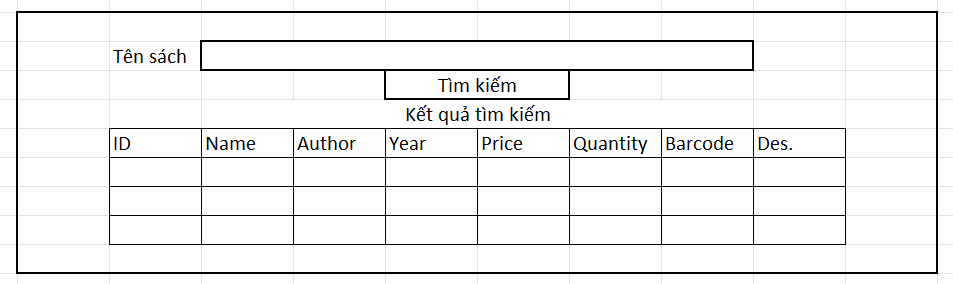 Tên sách
Tìm kiếm
Kết quả tìm kiếm
ID Name Author Year Price Quantity Barcode Des.